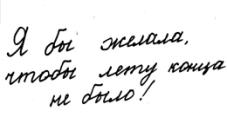 Я бы желала,
чтобы лету конца
не было!